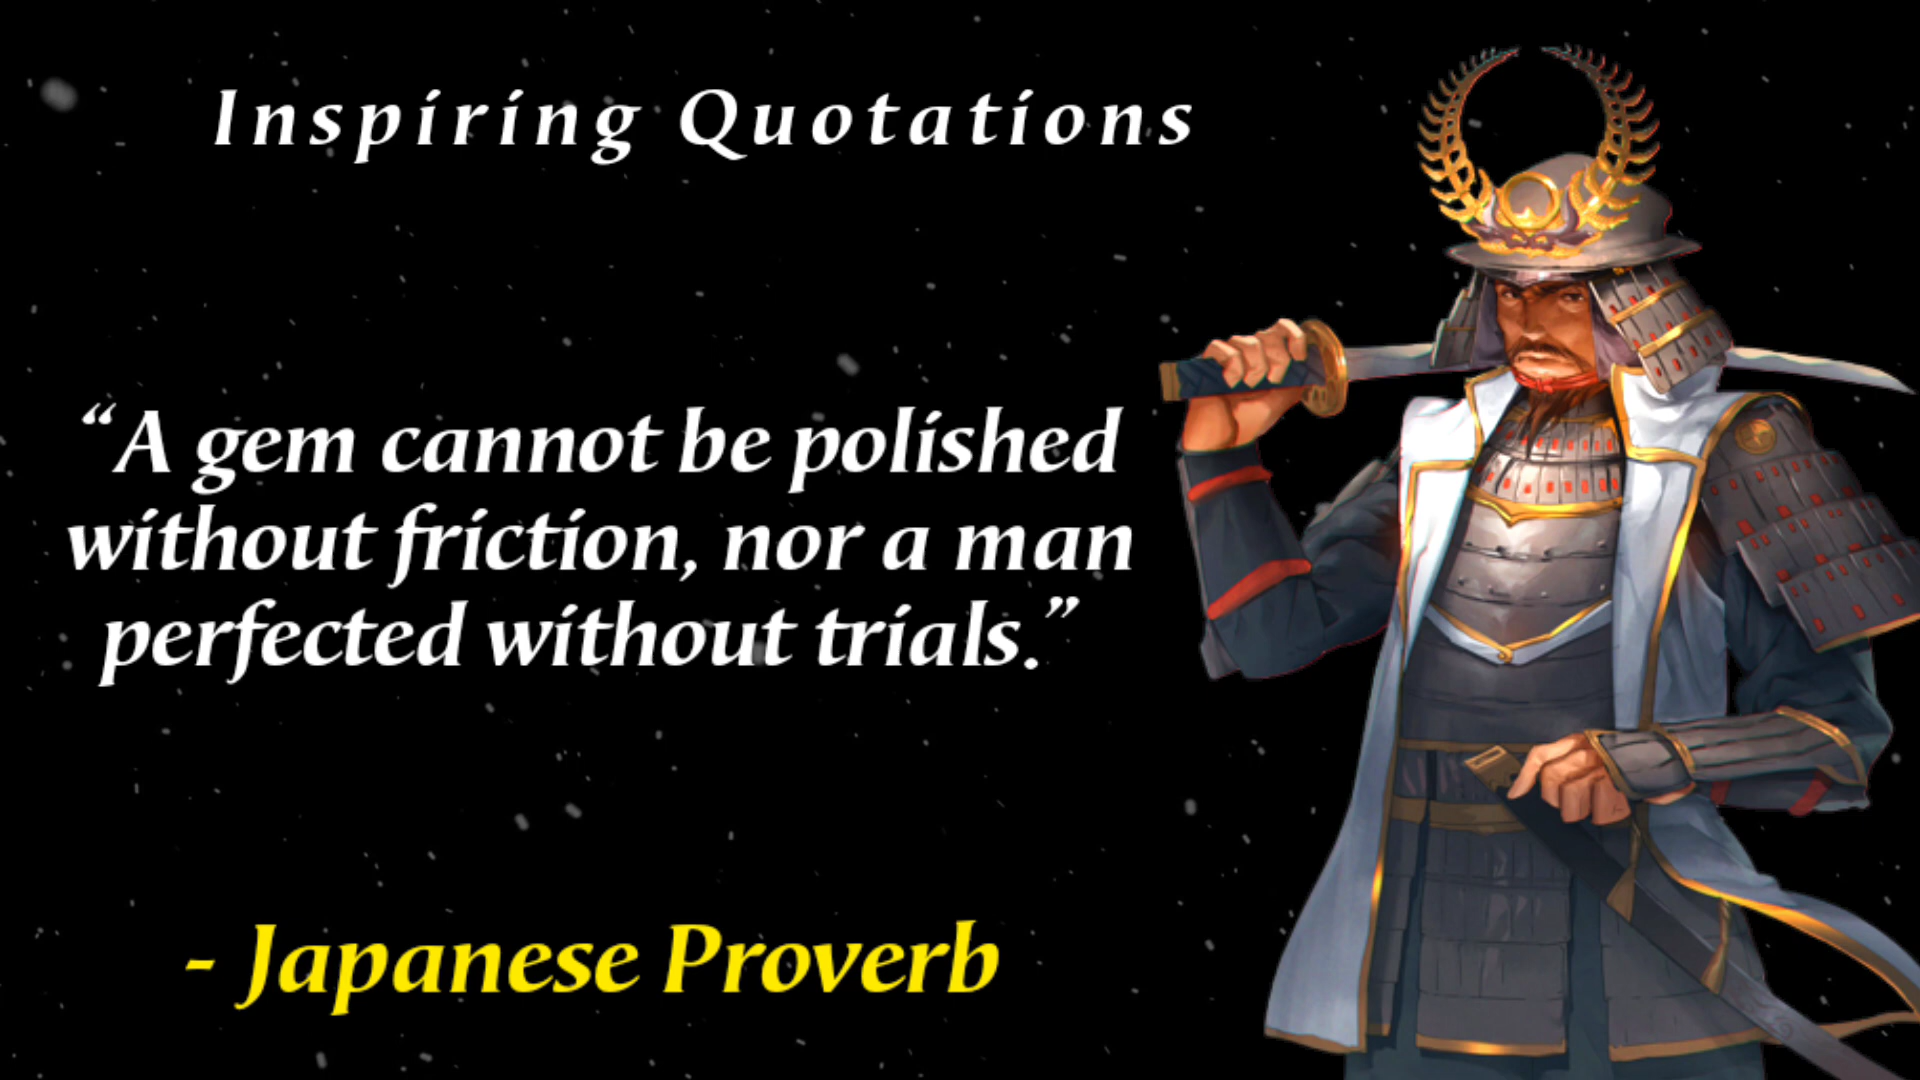 Inspiring Quotations
“A gem cannot be polished
without friction, nor a man
perfected without trials.”
- Japanese Proverb